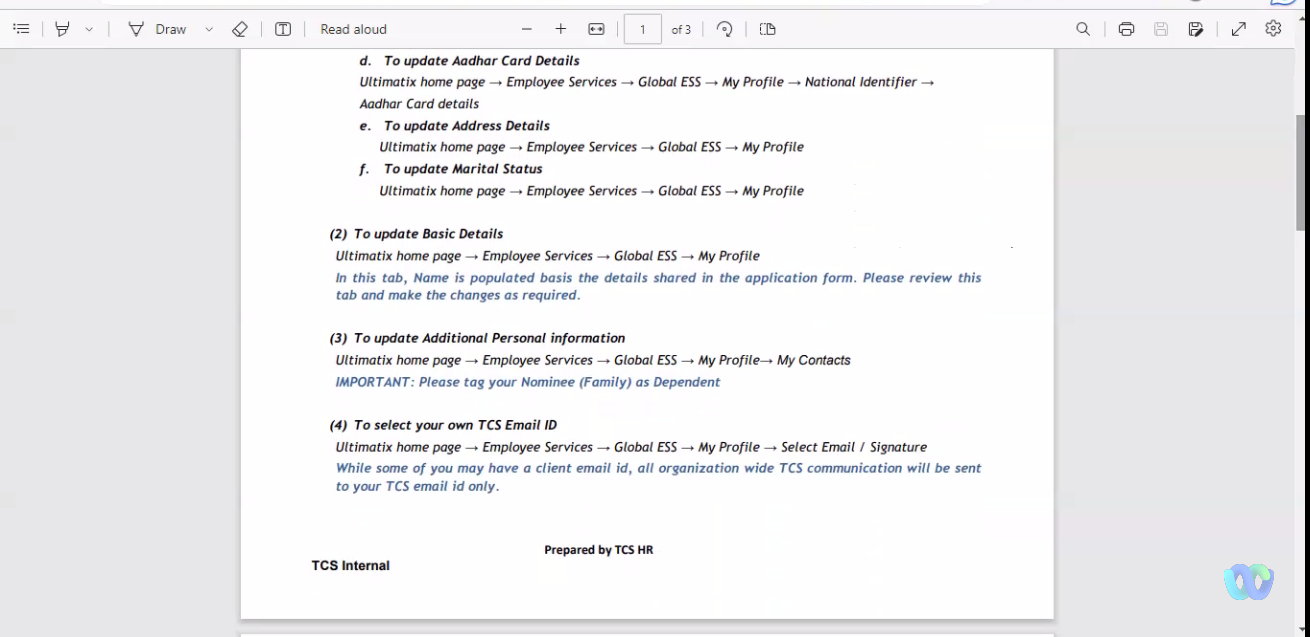 Draw
Read aloud
1 of 3
d. To update Aadhar Card Details
Ultimatix home page → Employee Services → Global ESS → My Profile → National Identifier →
Aadhar Card details
e. To update Address Details
Ultimatix home page → Employee Services → Global ESS → My Profile
f. To update Marital Status
Ultimatix home page → Employee Services → Global ESS → My Profile
(2) To update Basic Details
Ultimatix home page → Employee Services → Global ESS → My Profile
In this tab, Name is populated basis the details shared in the application form. Please review this
tab and make the changes as required.
(3) To update Additional Personal information
Ultimatix home page → Employee Services → Global ESS → My Profile→ My Contacts
IMPORTANT: Please tag your Nominee (Family) as Dependent
(4) To select your own TCS Email ID
Ultimatix home page → Employee Services → Global ESS → My Profile → Select Email / Signature
While some of you may have a client email id, all organization wide TCS communication will be sent
to your TCS email id only.
Prepared by TCS HR
TCS Internal